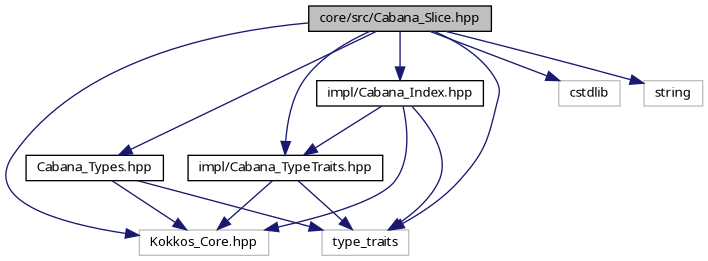 core/src/Cabana_Slice.hpp
impl/Cabana_Index.hpp
cstdlib
string
Cabana_Types.hpp
impl/Cabana_TypeTraits.hpp
Kokkos_Core.hpp
type_traits